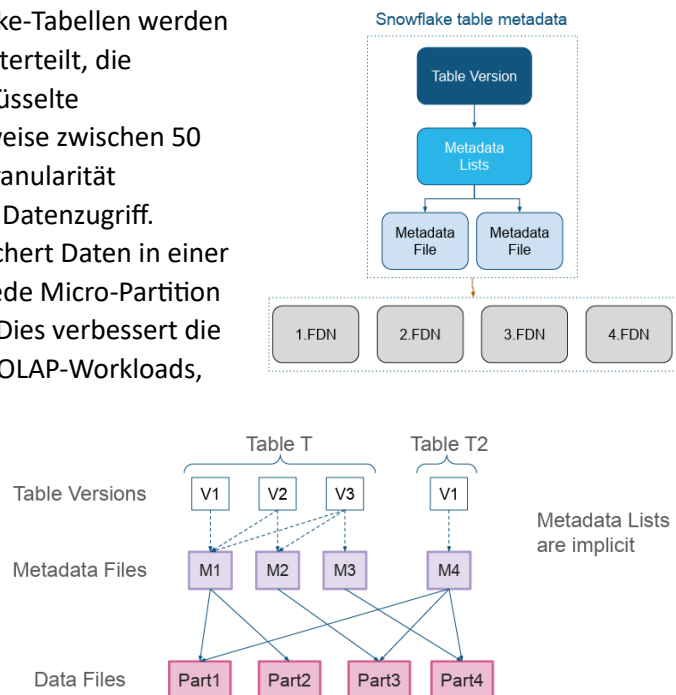 ke-Tabellen werden
terteilt, die
üsselte
weise zwischen 50
ranularität
Datenzugriff.
chert Daten in einer
ede Micro-Partition
Dies verbessert die
OLAP-Workloads,
Snowflake table metadata
Table Version
Metadata
Lists
Metadata
File
Metadata
File
1.FDN
2.FDN
3.FDN
4.FDN
Table T
Table T2
Table Versions
V1
V2
V3
V1
Metadata Lists
are implicit
Metadata Files
M1
M2
M3
M4
Data Files
Part1
Part2
Part3
Part4